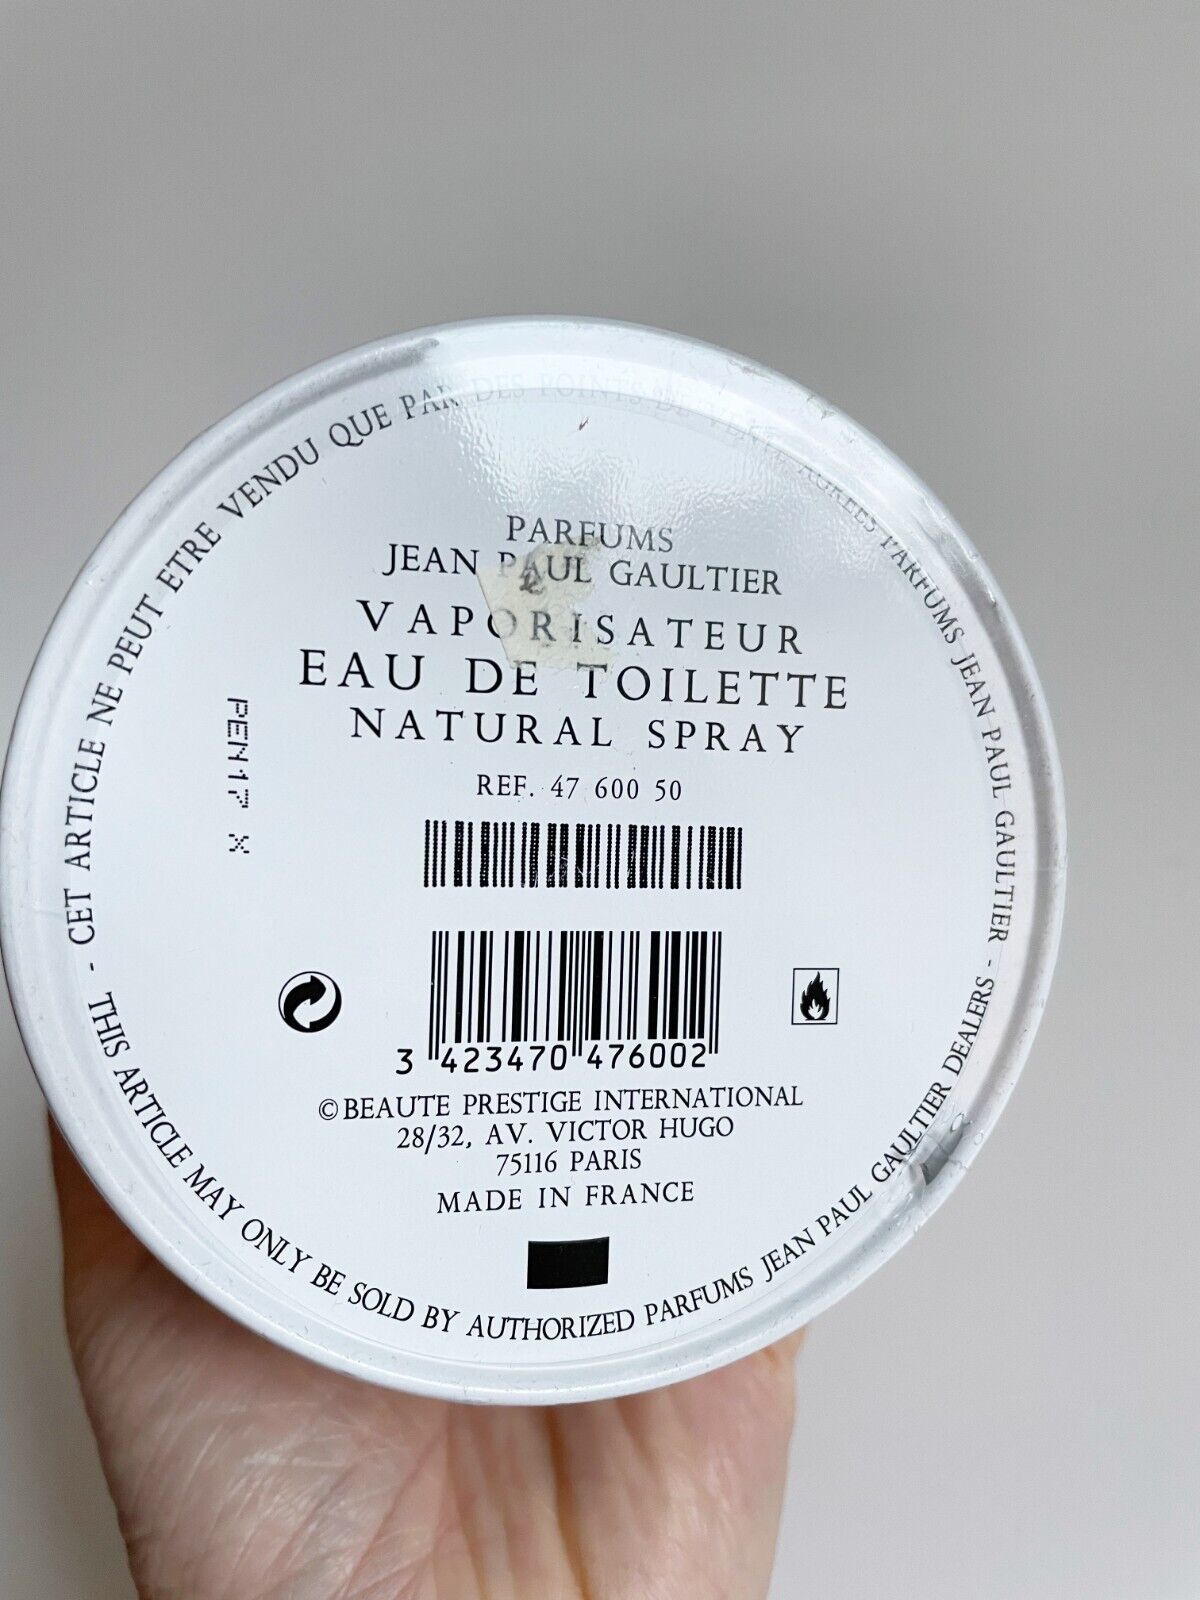 - CET ARTICLE NE PEUT ETRE VENDU QUE PAR DES POINTS DE VENTE AGREES PARFUMS JEAN PAUL GAULTIER -
PARFUMS
JEAN PAUL GAULTIER
VAPORISATEUR
EAU DE TOILETTE
NATURAL SPRAY
REF. 47 600 50
PEN17 X
3 423470 476002
© BEAUTE PRESTIGE INTERNATIONAL
28/32, AV. VICTOR HUGO
75116 PARIS
MADE IN FRANCE
THIS ARTICLE MAY ONLY BE SOLD BY AUTHORIZED PARFUMS JEAN PAUL GAULTIER DEALERS